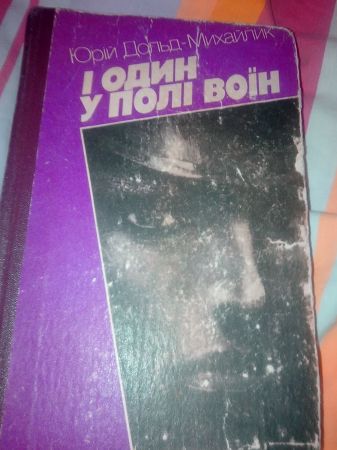 Юрій Дольд-Михайлик
І ОДИН
У ПОЛІ ВОЇН